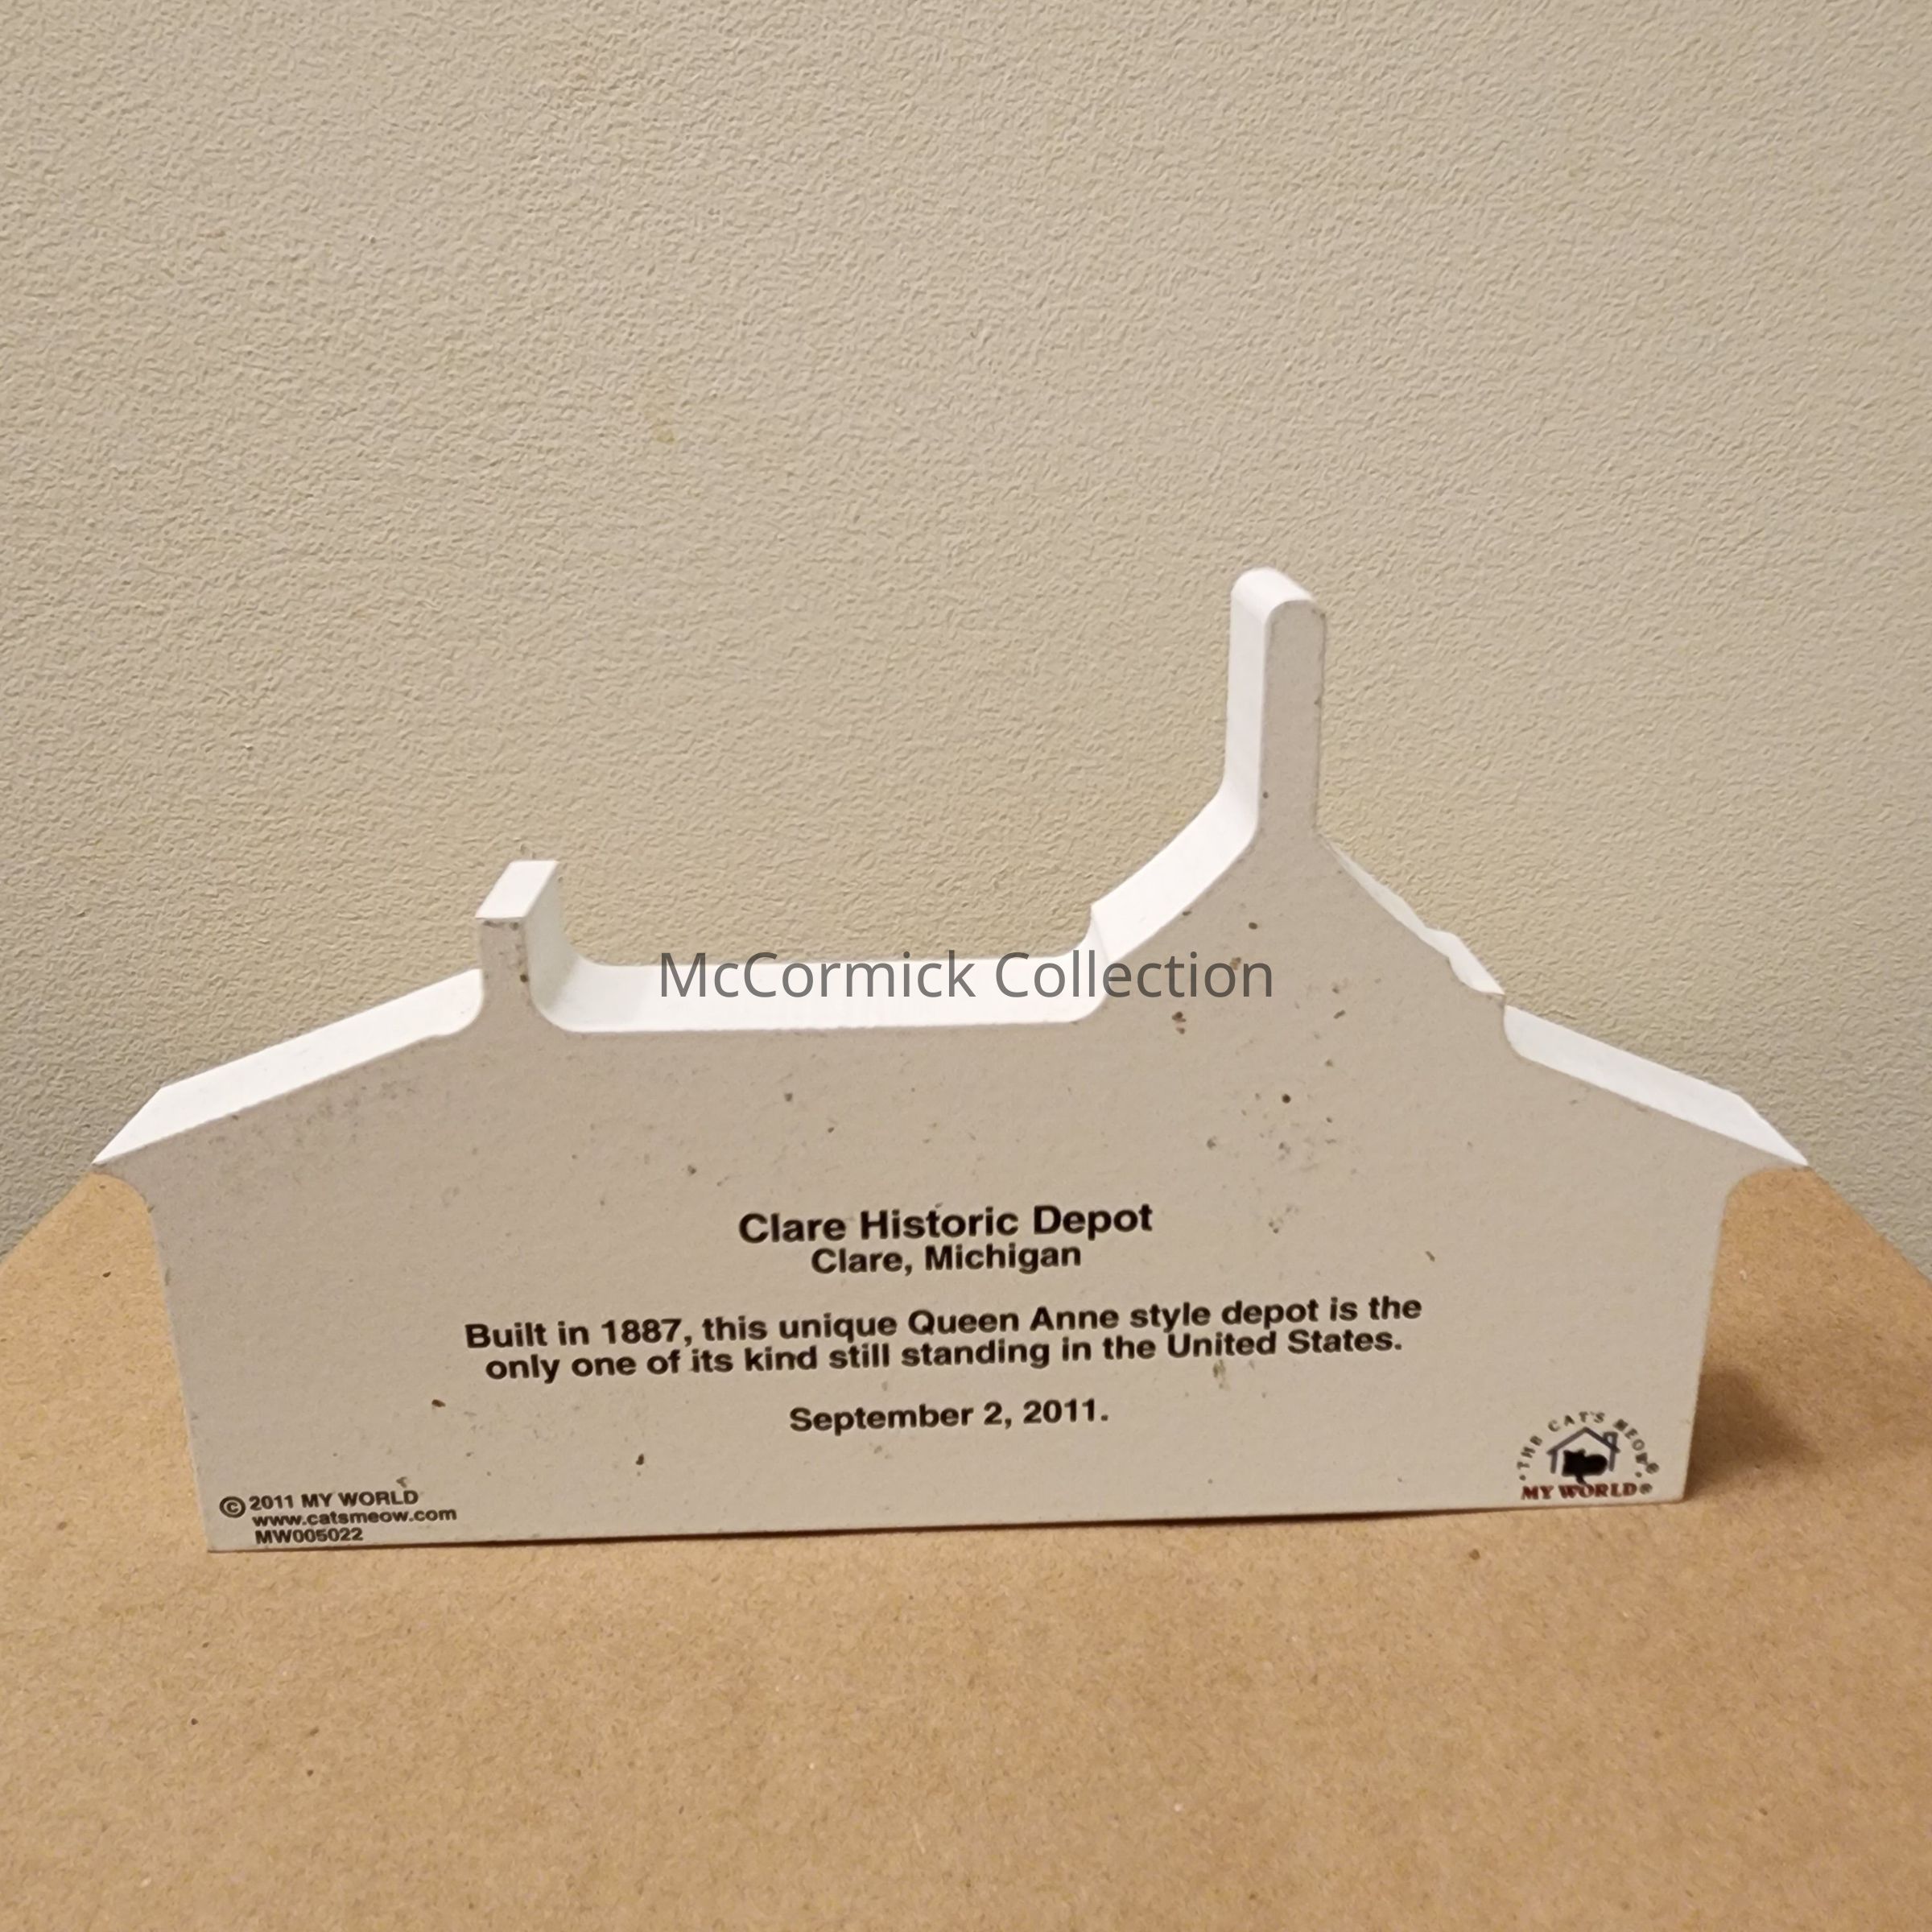 McCormick Collection
Clare Historic Depot
Clare, Michigan
Built in 1887, this unique Queen Anne style depot is the
only one of its kind still standing in the United States.
September 2, 2011.
© 2011 MY WORLD
www.catsmeow.com
MW005022
• THE CAT'S MEOW® •
MY WORLD®